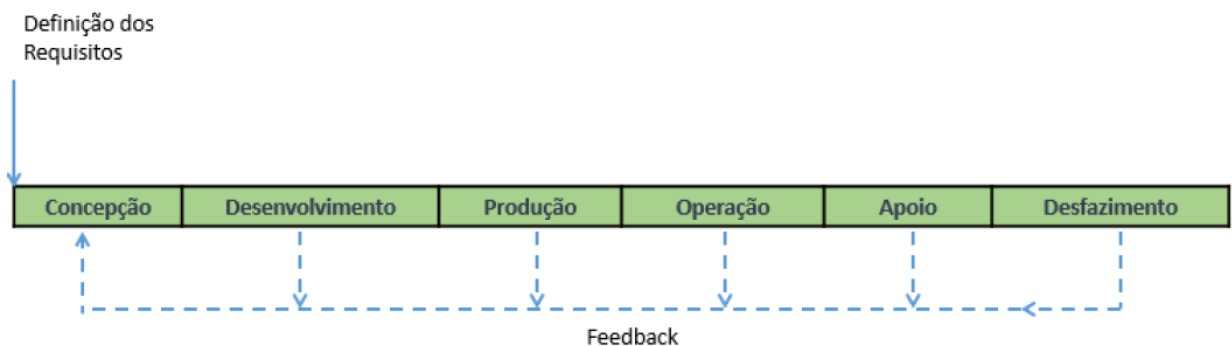 Definição dos
Requisitos
Concepção
Desenvolvimento
Produção
Operação
Apoio
Desfazimento
Feedback